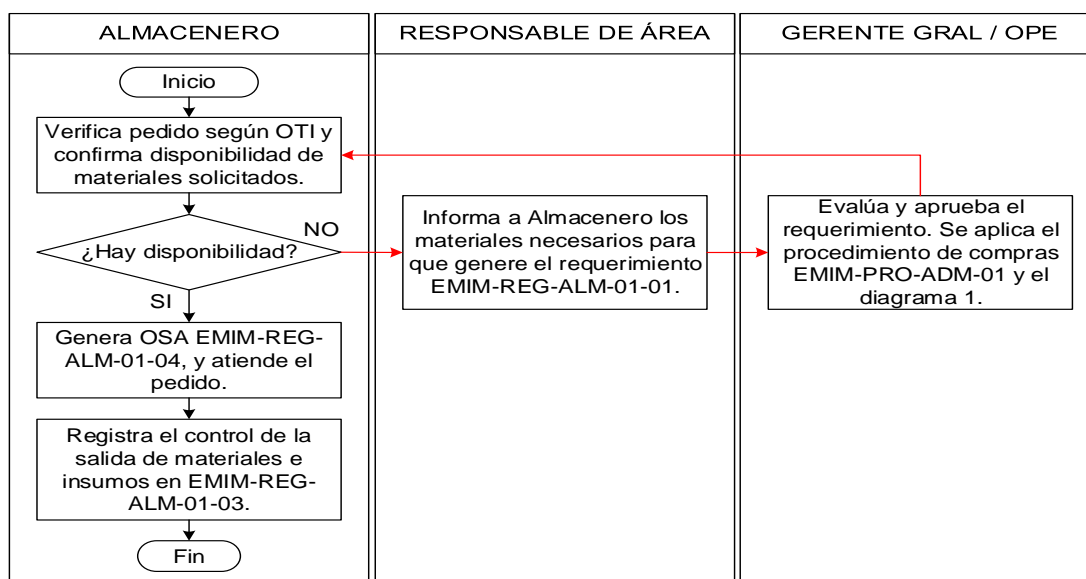 ALMACENERO
RESPONSABLE DE ÁREA
GERENTE GRAL / OPE
Inicio
Verifica pedido según OTI y
confirma disponibilidad de
materiales solicitados.
¿Hay disponibilidad?
NO
SI
Informa a Almacenero los
materiales necesarios para
que genere el requerimiento
EMIM-REG-ALM-01-01.
Evalúa y aprueba el
requerimiento. Se aplica el
procedimiento de compras
EMIM-PRO-ADM-01 y el
diagrama 1.
Genera OSA EMIM-REG-
ALM-01-04, y atiende el
pedido.
Registra el control de la
salida de materiales e
insumos en EMIM-REG-
ALM-01-03.
Fin